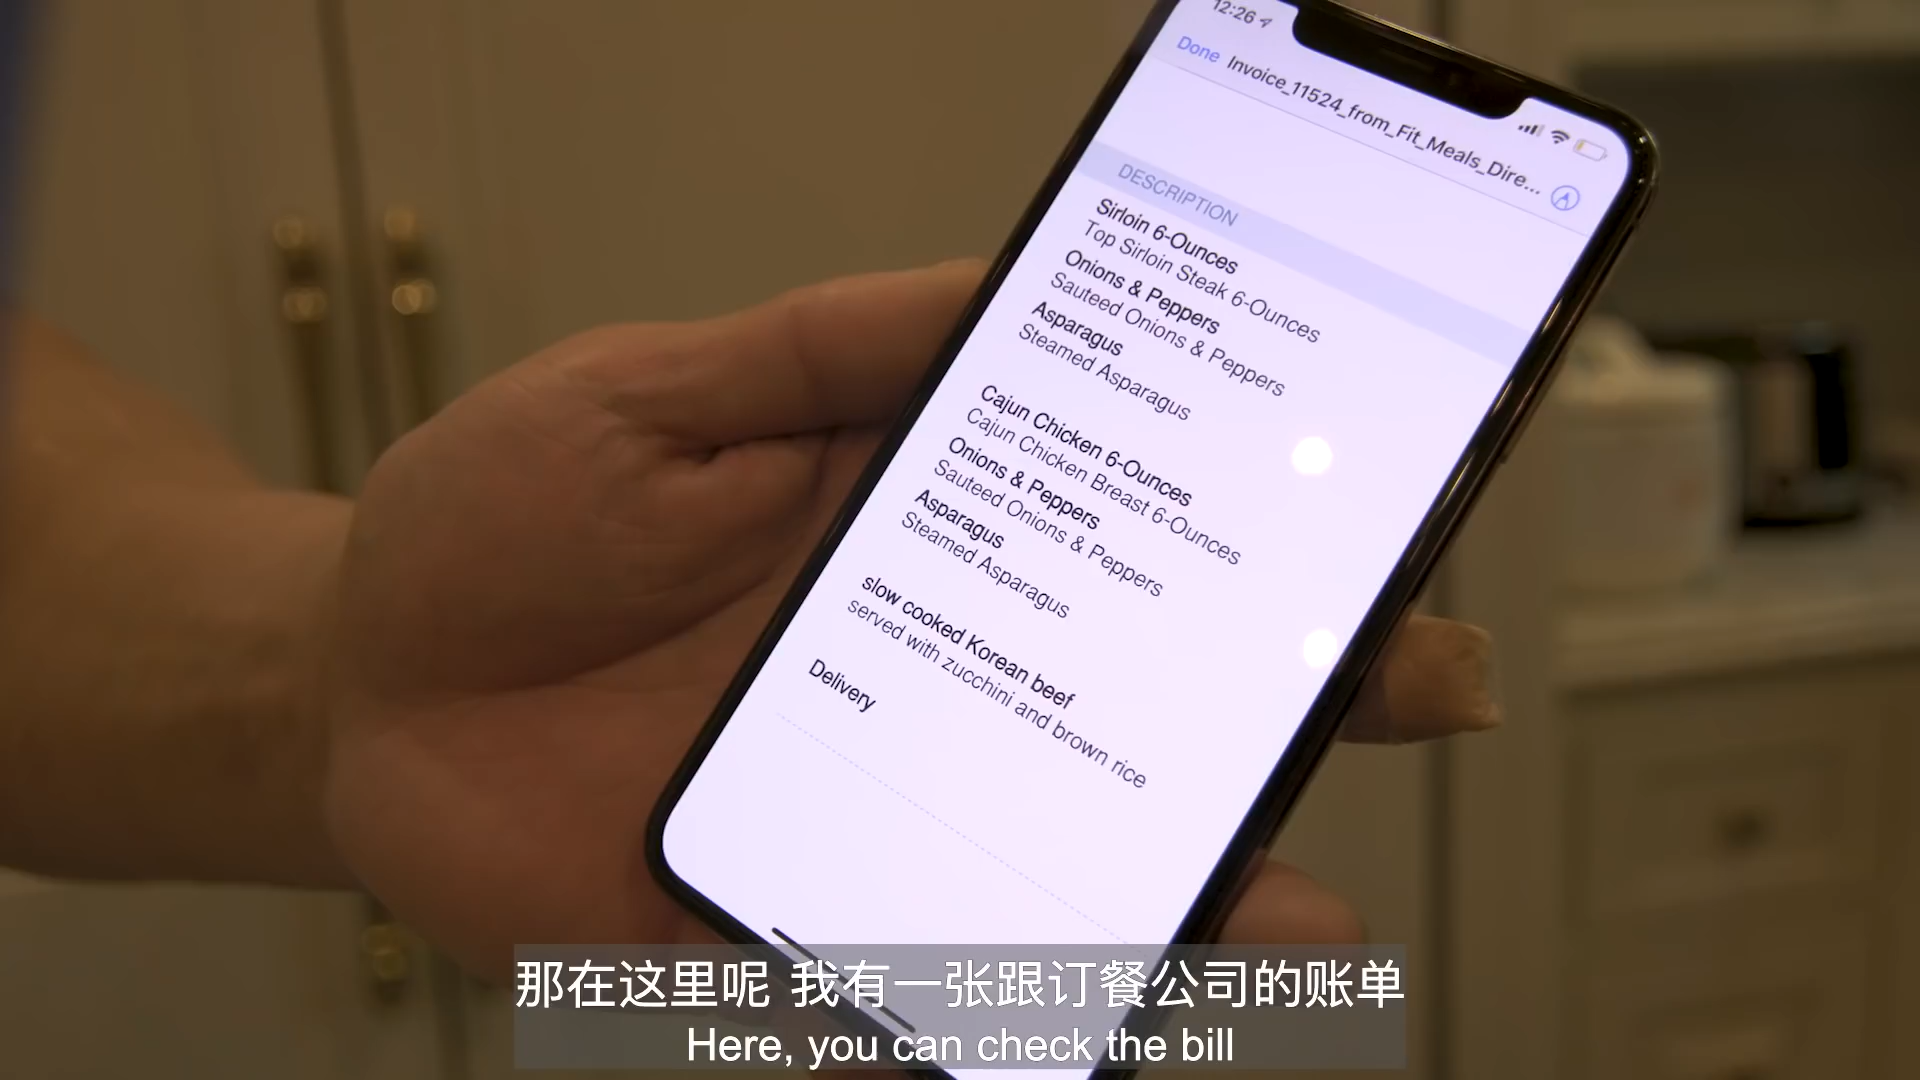 12:26
Done Invoice_11524_from_Fit_Meals_Dire...
DESCRIPTION
Sirloin 6-Ounces
Top Sirloin Steak 6-Ounces
Onions & Peppers
Sauteed Onions & Peppers
Asparagus
Steamed Asparagus
Cajun Chicken 6-Ounces
Cajun Chicken Breast 6-Ounces
Onions & Peppers
Sauteed Onions & Peppers
Asparagus
Steamed Asparagus
slow cooked Korean beef
served with zucchini and brown rice
Delivery
那在这里呢 我有一张跟订餐公司的账单
Here, you can check the bill